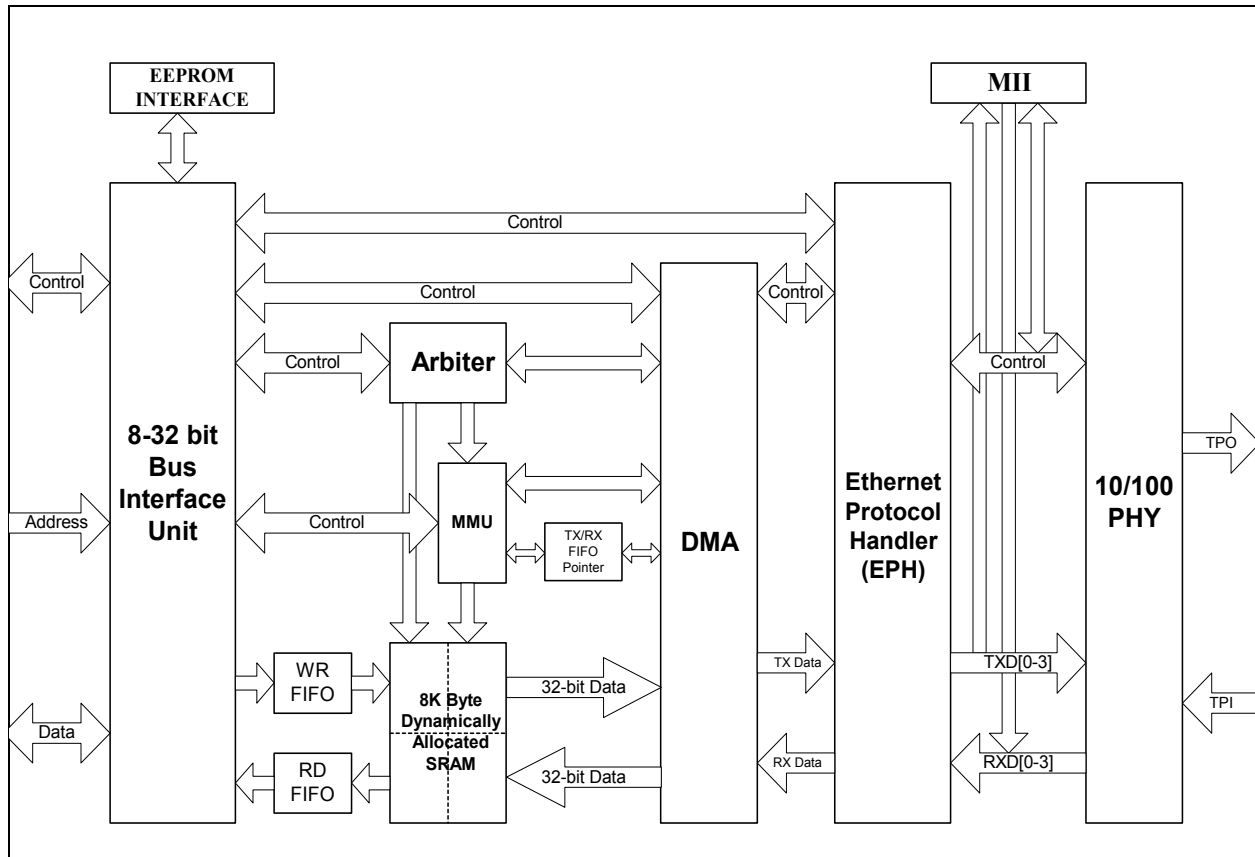 EEPROM
INTERFACE
MII
Control
Control
Control
Control
Control
Arbiter
Control
8-32 bit
Bus
Interface
Unit
Address
Control
MMU
TX/RX
FIFO
Pointer
DMA
Ethernet
Protocol
Handler
(EPH)
10/100
PHY
TPO
WR
FIFO
32-bit Data
TX Data
TXD[0-3]
8K Byte
Dynamically
Allocated
SRAM
Data
TPI
RD
FIFO
32-bit Data
RX Data
RXD[0-3]
Control